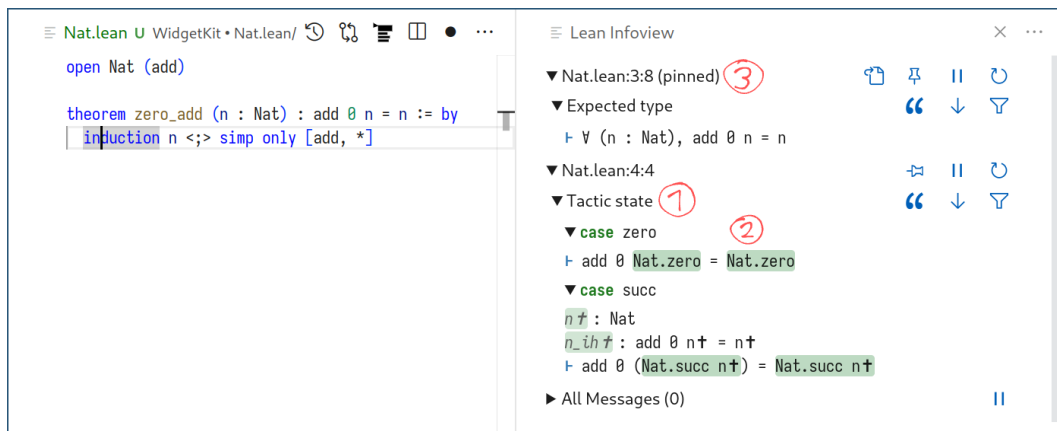 Nat.lean U WidgetKit • Nat.lean/
open Nat (add)
theorem zero_add (n : Nat) : add 0 n = n := by
induction n <;> simp only [add, *]
Lean Infoview
▼ Nat.lean:3:8 (pinned) 3
▼ Expected type
⊢ ∀ (n : Nat), add 0 n = n
▼ Nat.lean:4:4
▼ Tactic state 1
▼ case zero 2
⊢ add 0 Nat.zero = Nat.zero
▼ case succ
n✝ : Nat
n_ih✝ : add 0 n✝ = n✝
⊢ add 0 (Nat.succ n✝) = Nat.succ n✝
▶ All Messages (0)